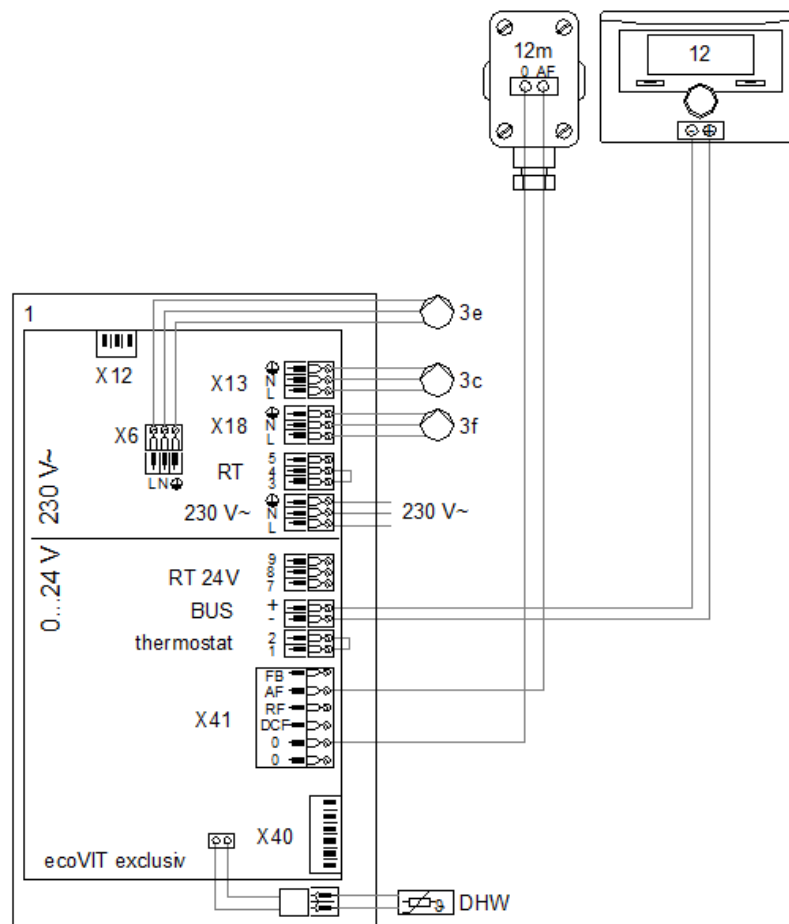 12m
0 AF
12
1
3e
X12
X13
N
L
3c
X6
X18
N
L
3f
LN
RT
5
4
3
230 V~
N
L
230 V~
230 V~
0...24 V
RT 24V
9
8
7
BUS
+
-
thermostat
2
1
X41
FB
AF
RF
DCF
0
0
X40
ecoVIT exclusiv
DHW